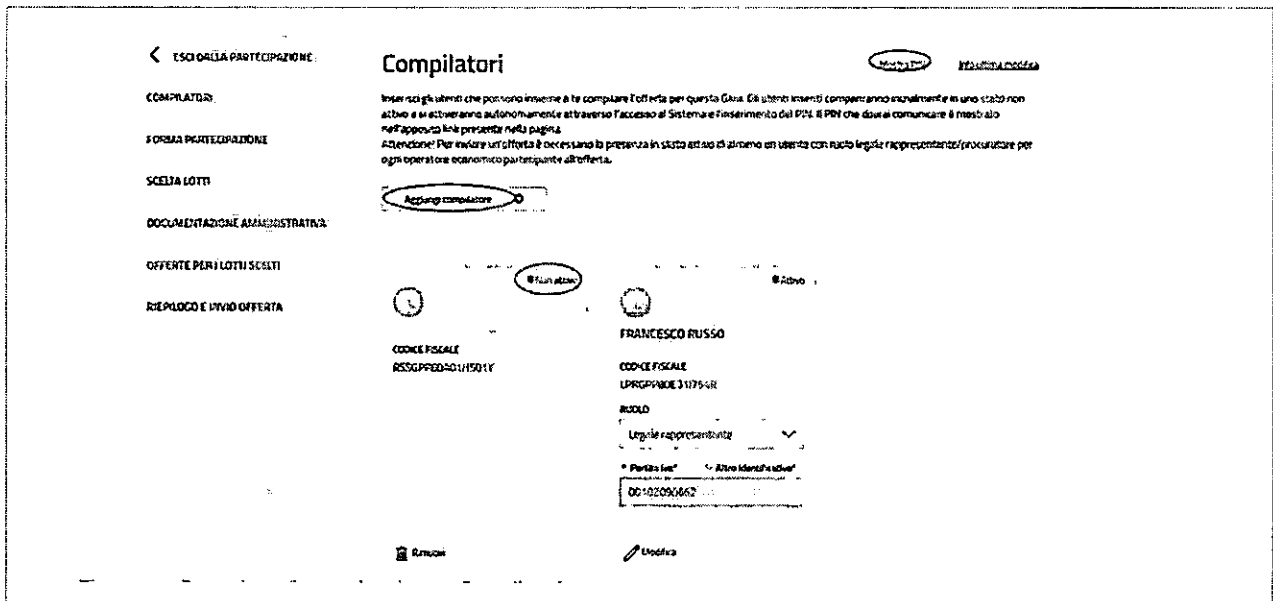 ESCI DALLA PARTECIPAZIONE
Compilatori
Mostra PIN
Info ultima modifica
COMPILATORI
FORMA PARTECIPAZIONE
SCELTA LOTTI
DOCUMENTAZIONE AMMINISTRATIVA
OFFERTE PER I LOTTI SCELTI
RIEPILOGO E INVIO OFFERTA
Inserisci gli utenti che possono insieme a te compilare l'offerta per questa Gara. Gli utenti inseriti compariranno inizialmente in uno stato non
attivo e si attiveranno autonomamente attraverso l'accesso al Sistema e l'inserimento del PIN. Il PIN che dovrai comunicare è mostrato
nell'apposito link presente nella pagina.
Attenzione! Per inviare un'offerta è necessario la presenza in stato attivo di almeno un utente con ruolo legale rappresentante/procuratore per
ogni operatore economico partecipante all'offerta.
Aggiungi compilatore
Non attivo
CODICE FISCALE
Rimuovi
Attivo
FRANCESCO RUSSO
CODICE FISCALE
RUOLO
Legale rappresentante
Partita Iva*
Altro identificativo*
Modifica